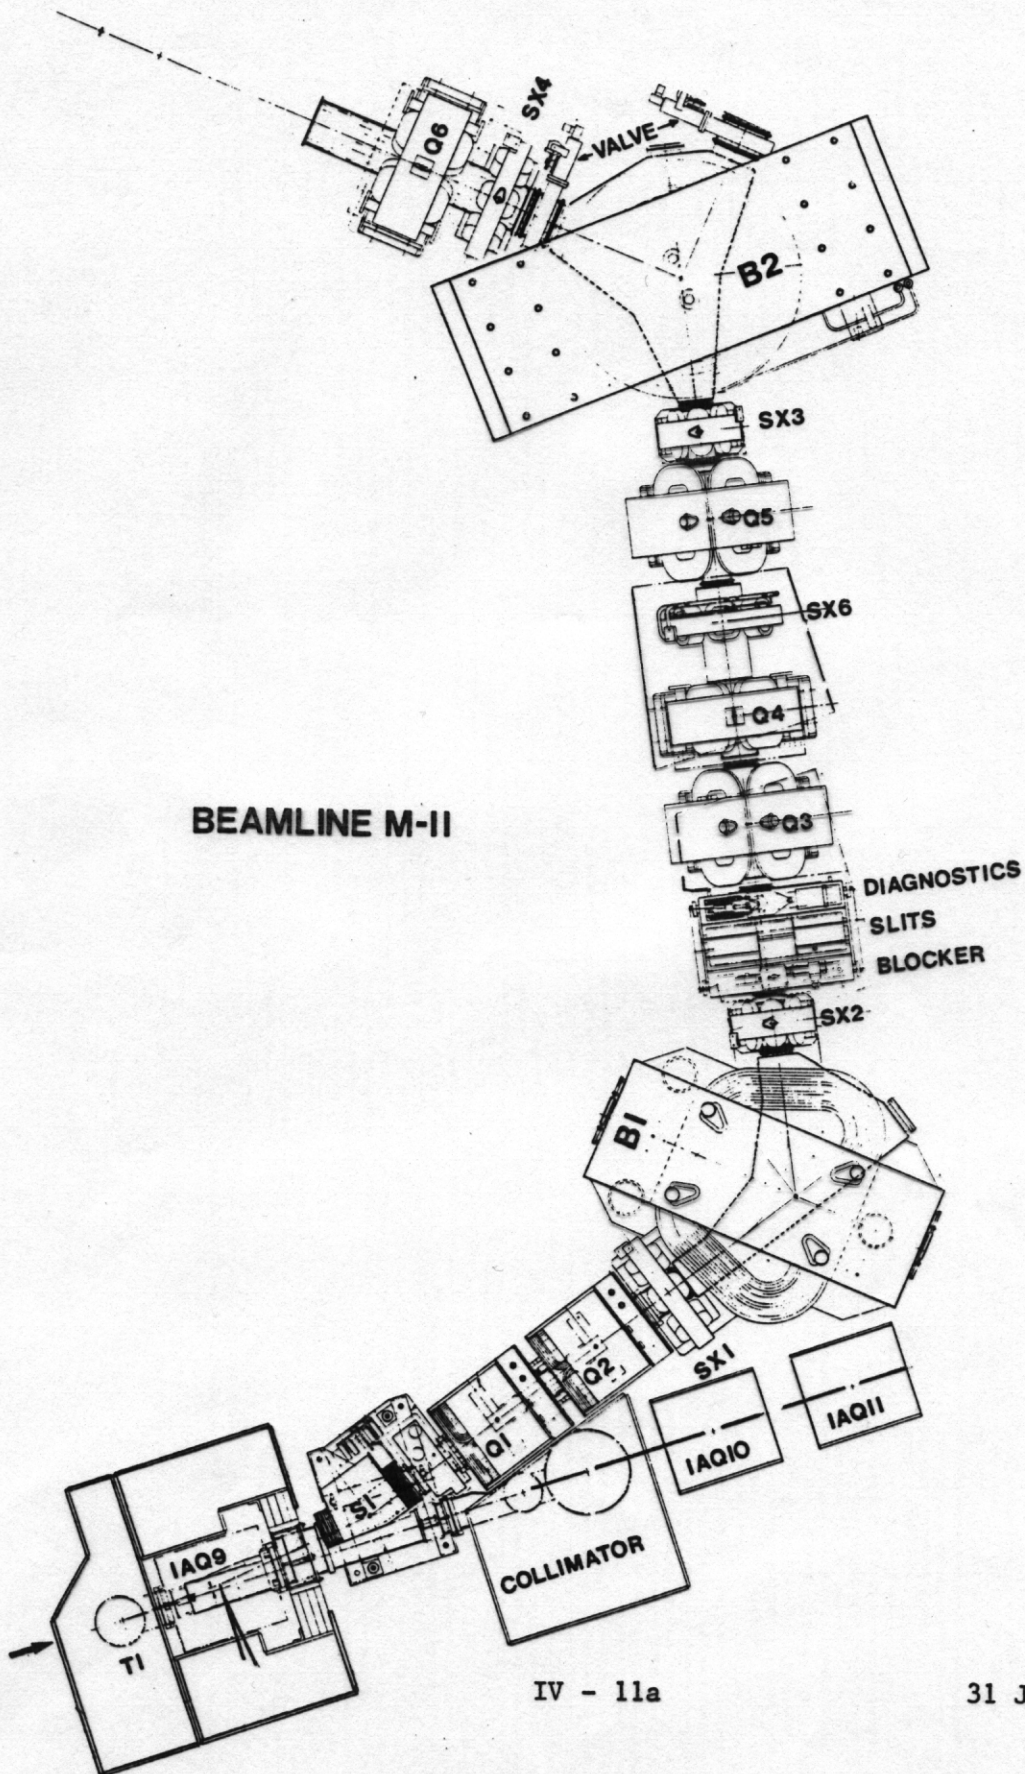 SX4
Q6
VALVE
B2
SX3
Q5
SX6
Q4
BEAMLINE M-II
Q3
DIAGNOSTICS
SLITS
BLOCKER
SX2
B1
SX1
Q2
Q1
IAQ11
IAQ10
S1
IAQ9
COLLIMATOR
T1
IV - 11a
31 J